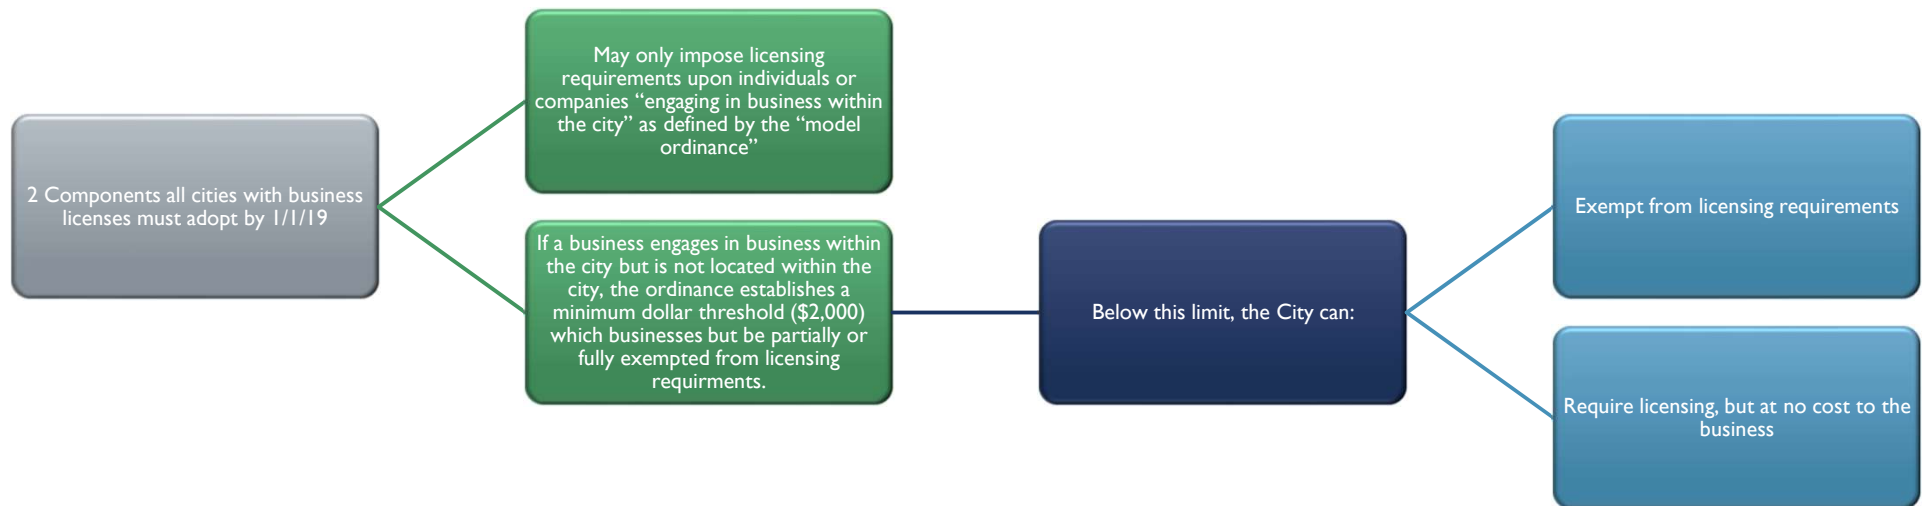 2 Components all cities with business
licenses must adopt by 1/1/19
May only impose licensing
requirements upon individuals or
companies “engaging in business within
the city” as defined by the “model
ordinance”
If a business engages in business within
the city but is not located within the
city, the ordinance establishes a
minimum dollar threshold ($2,000)
which businesses but be partially or
fully exempted from licensing
requirments.
Below this limit, the City can:
Exempt from licensing requirements
Require licensing, but at no cost to the
business